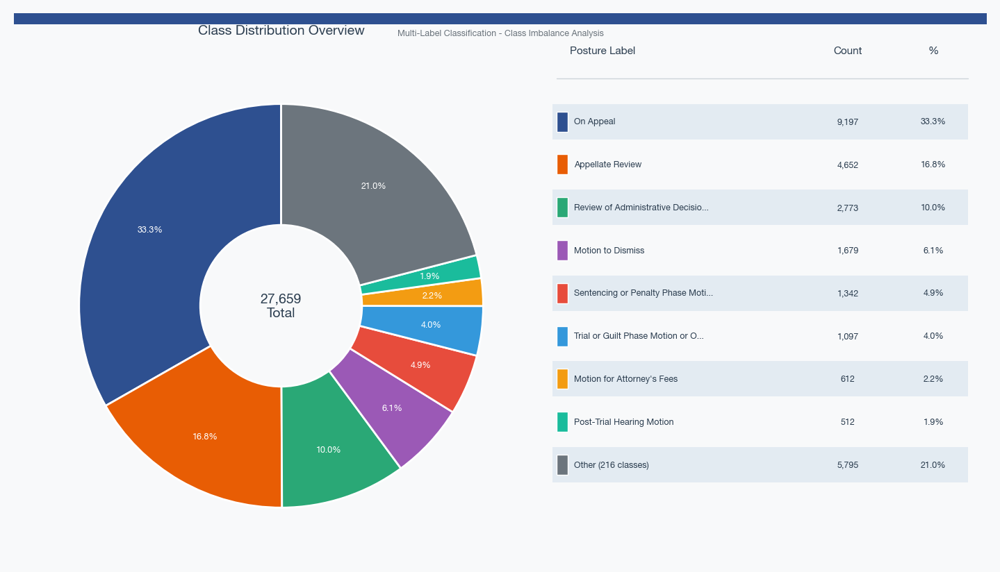 Class Distribution Overview
Multi-Label Classification - Class Imbalance Analysis
Posture Label Count %
On Appeal 9,197 33.3%
Appellate Review 4,652 16.8%
Review of Administrative Decisio... 2,773 10.0%
Motion to Dismiss 1,679 6.1%
Sentencing or Penalty Phase Moti... 1,342 4.9%
Trial or Guilt Phase Motion or O... 1,097 4.0%
Motion for Attorney's Fees 612 2.2%
Post-Trial Hearing Motion 512 1.9%
Other (216 classes) 5,795 21.0%
21.0%
33.3%
1.9%
2.2%
27,659
Total
4.0%
4.9%
6.1%
16.8%
10.0%